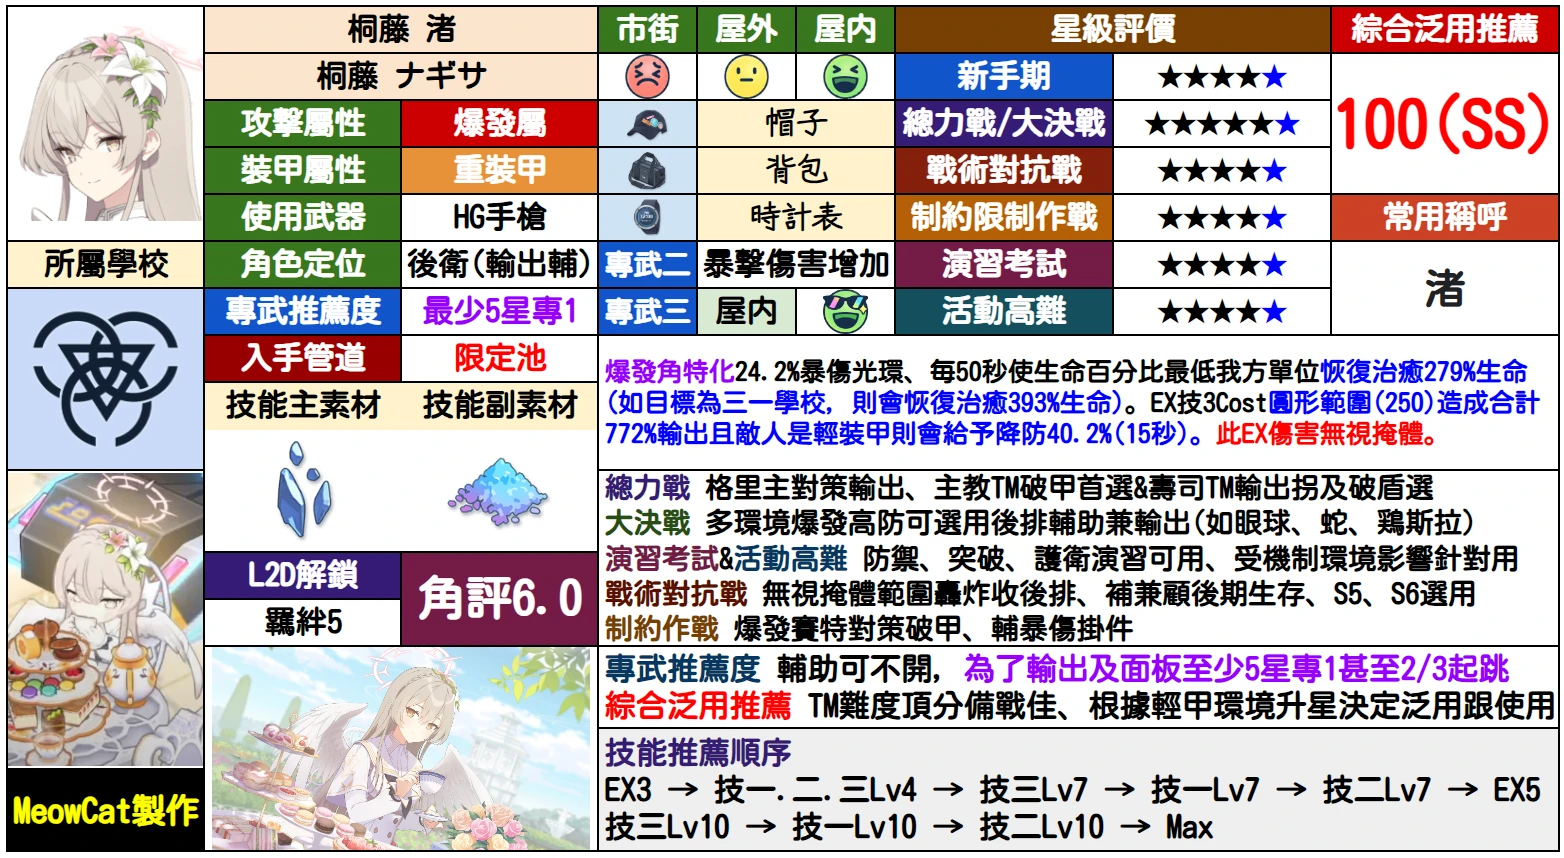 桐藤 渚
桐藤 ナギサ
攻擊屬性 爆發屬
裝甲屬性 重裝甲
使用武器 HG手槍
所屬學校
角色定位 後衛(輸出輔)
專武推薦度 最少5星專1
入手管道 限定池
技能主素材 技能副素材
L2D解鎖
羈絆5
角評6.0
MeowCat製作
市街 屋外 屋内
帽子
背包
時計表
專武二 暴擊傷害增加
專武三 屋内
星級評價
新手期 ★★★★★
總力戰/大決戰 ★★★★★★
戰術對抗戰 ★★★★★
制約限制作戰 ★★★★★
演習考試 ★★★★★
活動高難 ★★★★★
綜合泛用推薦
100(SS)
常用稱呼
渚
爆發角特化24.2%暴傷光環、每50秒使生命百分比最低我方單位恢復治癒279%生命
(如目標為三一學校, 則會恢復治癒393%生命)。EX技3Cost圓形範圍(250)造成合計
772%輸出且敵人是輕裝甲則會給予降防40.2%(15秒)。此EX傷害無視掩體。
總力戰 格里主對策輸出、主教TM破甲首選&壽司TM輸出拐及破盾選
大決戰 多環境爆發高防可選用後排輔助兼輸出(如眼球、蛇、鶏斯拉)
演習考試&活動高難 防禦、突破、護衛演習可用、受機制環境影響針對用
戰術對抗戰 無視掩體範圍轟炸收後排、補兼顧後期生存、S5、S6選用
制約作戰 爆發賽特對策破甲、輔暴傷掛件
專武推薦度 輔助可不開, 為了輸出及面板至少5星專1甚至2/3起跳
綜合泛用推薦 TM難度頂分備戰佳、根據輕甲環境升星決定泛用跟使用
技能推薦順序
EX3 → 技一.二.三Lv4 → 技三Lv7 → 技一Lv7 → 技二Lv7 → EX5
技三Lv10 → 技一Lv10 → 技二Lv10 → Max